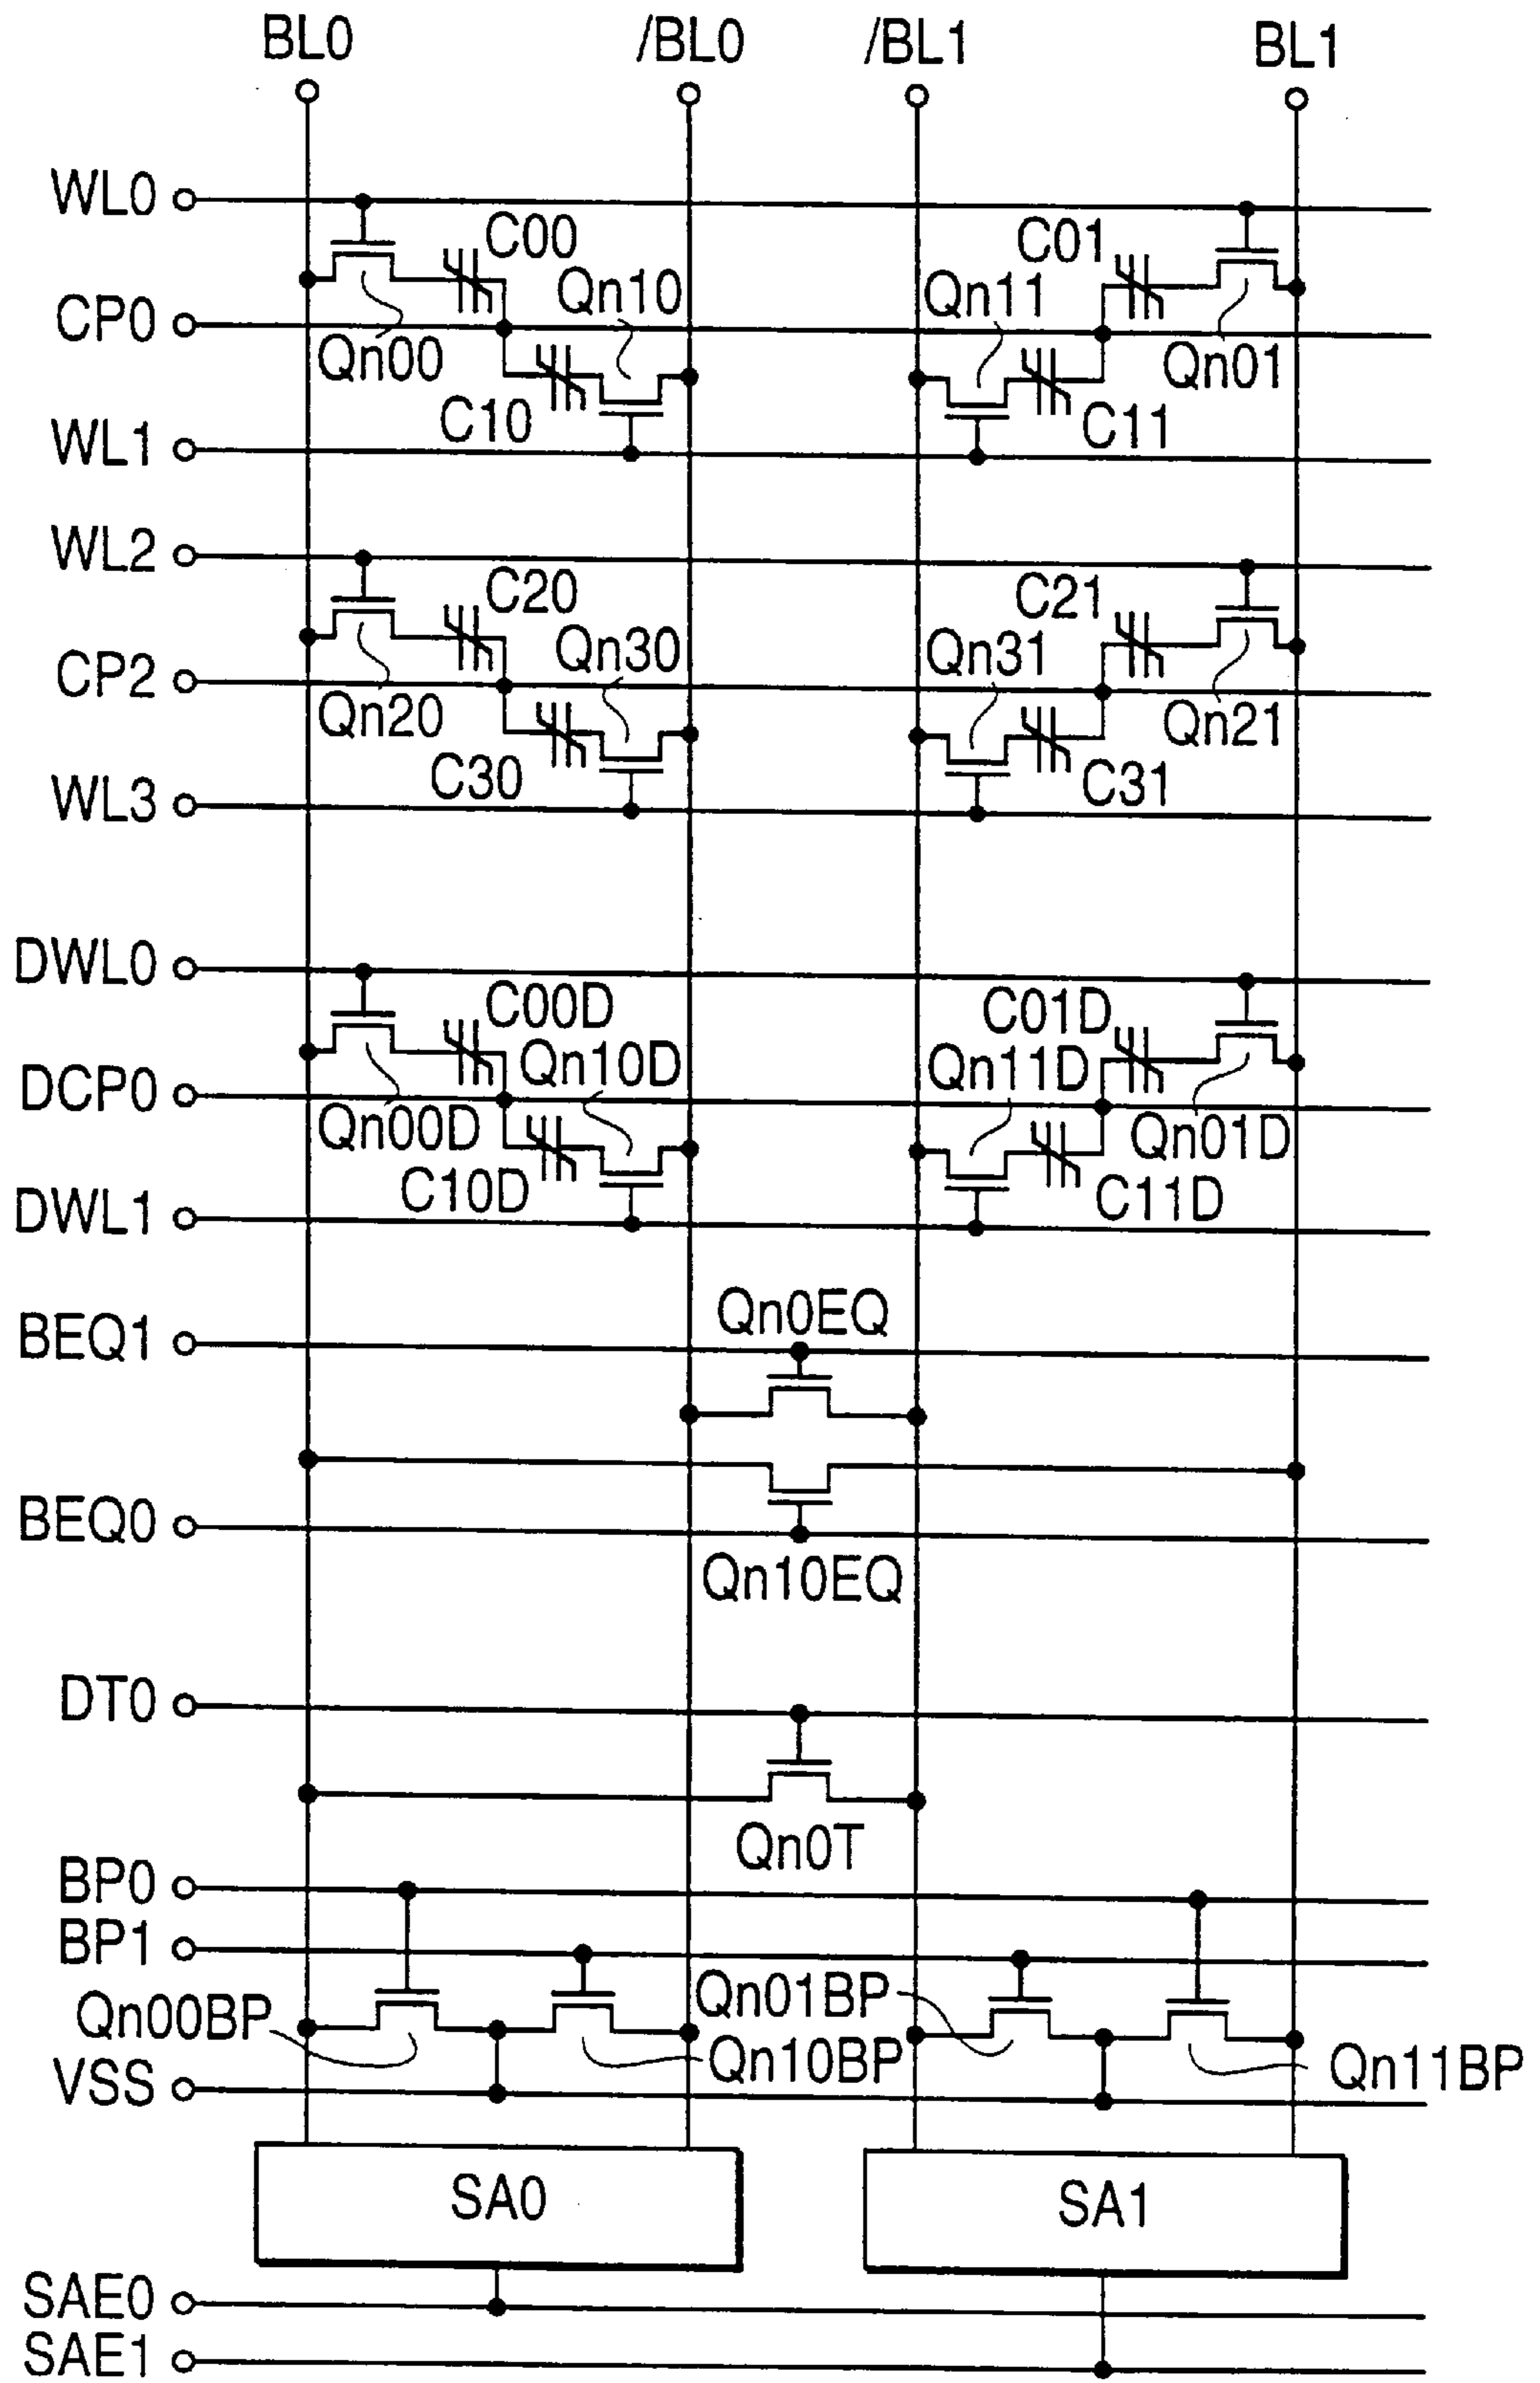 BL0 /BL0 /BL1 BL1
WL0
C00 C01
Qn10 Qn11
CP0
Qn00 Qn01
C10 C11
WL1
WL2
C20 C21
Qn30 Qn31
CP2
Qn20 Qn21
C30 C31
WL3
DWL0
C00D C01D
Qn10D Qn11D
DCP0
Qn00D Qn01D
C10D C11D
DWL1
Qn0EQ
BEQ1
BEQ0
Qn10EQ
DT0
Qn0T
BP0
BP1
Qn00BP Qn01BP
Qn10BP Qn11BP
VSS
SA0 SA1
SAE0
SAE1